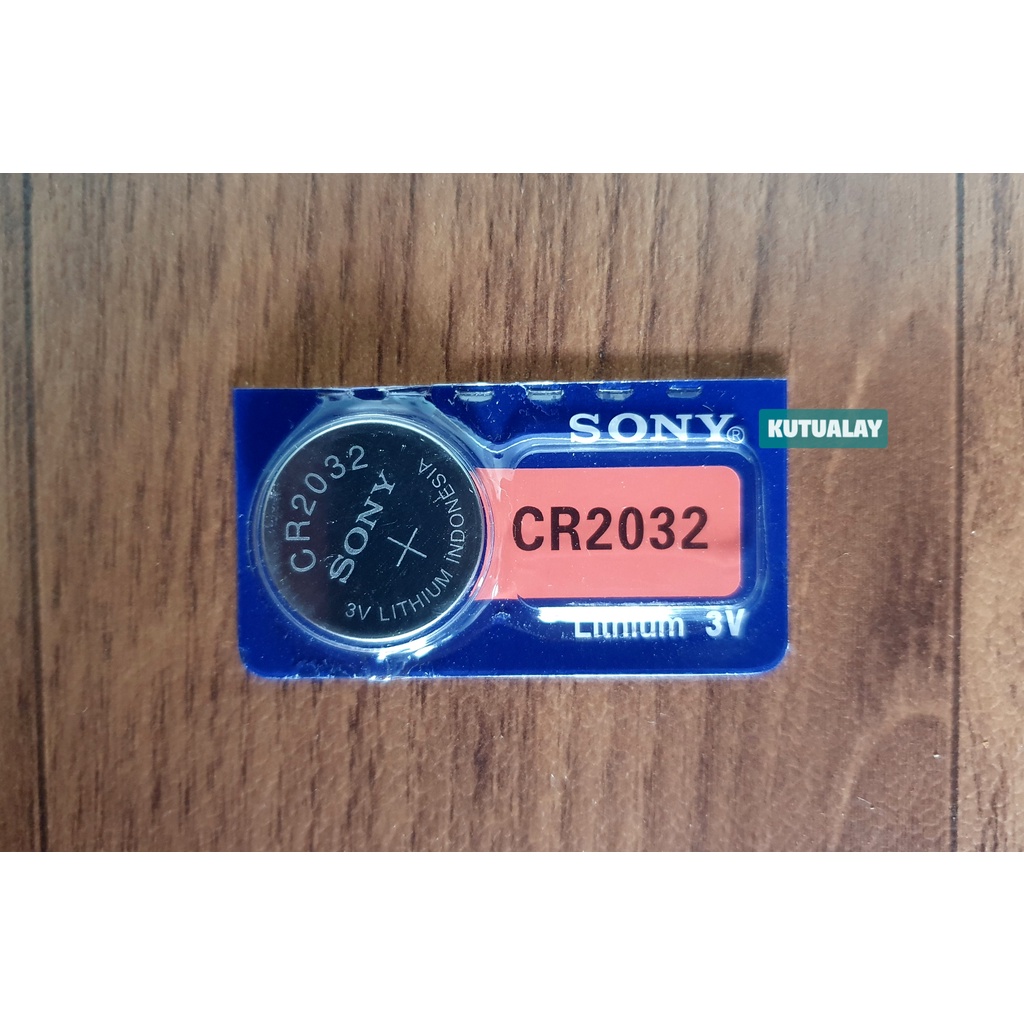 CR2032
SONY
3V LITHIUM INDONESIA
SONY®
KUTUALAY
CR2032
Lithium 3V